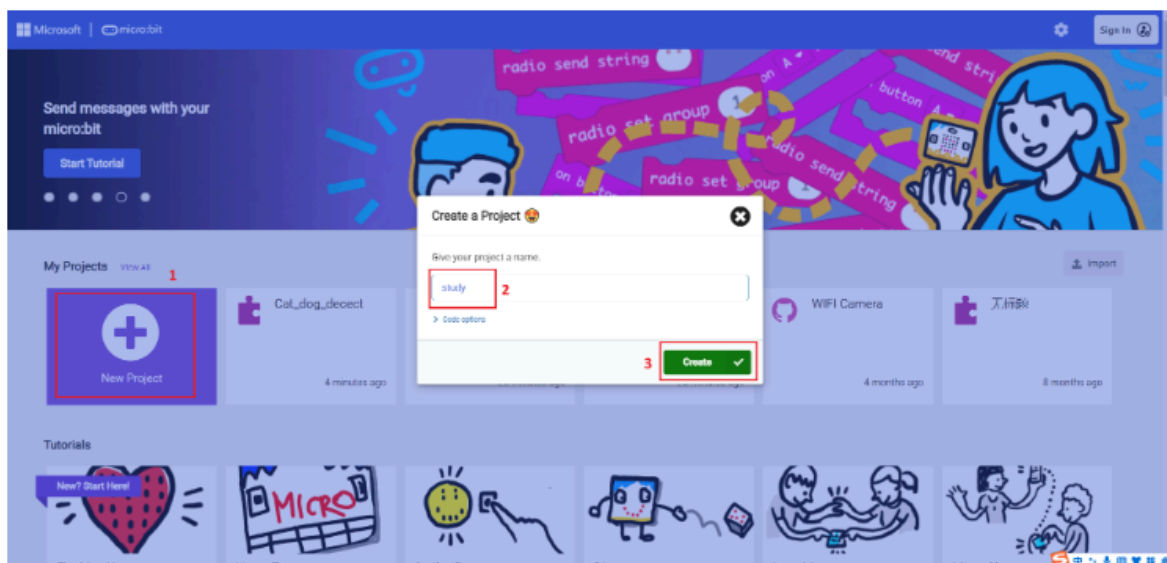 Microsoft
micro:bit
Sign In
Send messages with your
micro:bit
Start Tutorial
radio send string
radio set group 1
radio send string
radio set group
button A
Create a Project
Give your project a name.
study
2
Code options
3
Create
My Projects
View All
1
Import
New Project
Cat_dog_decect
4 minutes ago
WIFI Camera
4 months ago
8 months ago
Tutorials
New? Start Here!
MICRO
中